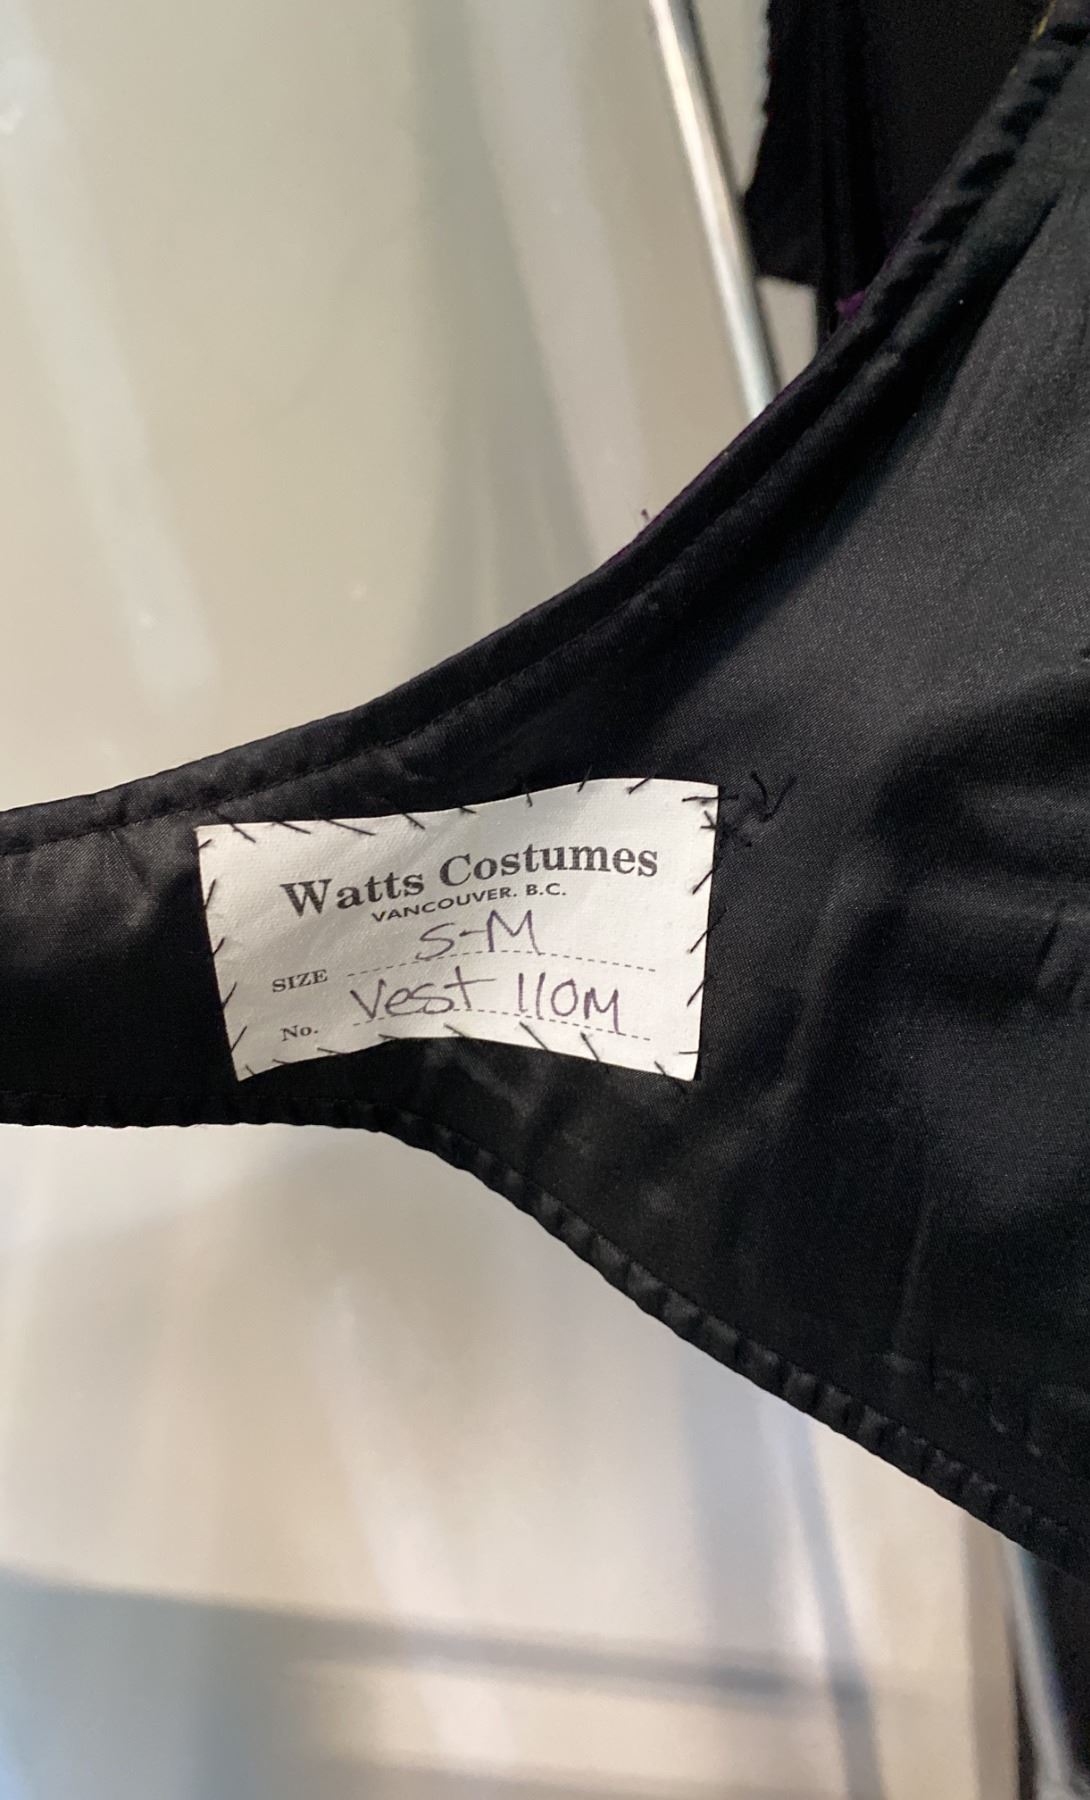 Watts Costumes
VANCOUVER. B.C.
SIZE S-M
No. Vest 110M